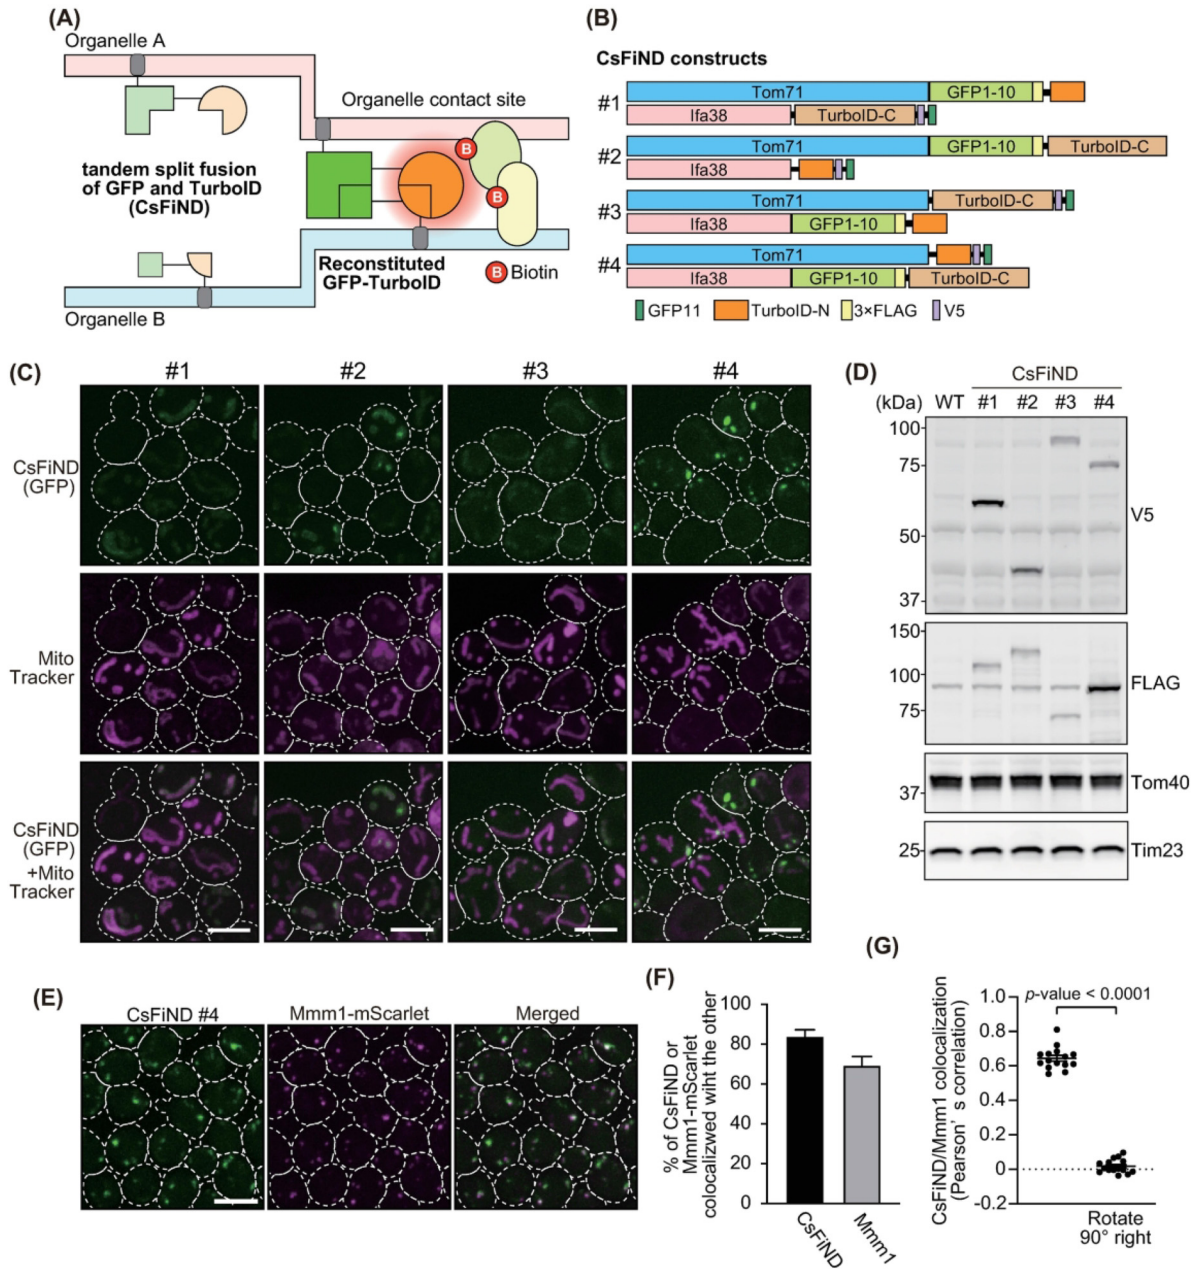 (A)
Organelle A
Organelle contact site
tandem split fusion
of GFP and TurboID
(CsFiND)
B
B
Reconstituted
GFP-TurboID
B Biotin
Organelle B
(B)
CsFiND constructs
#1
Tom71 GFP1-10
Ifa38 TurboID-C
#2
Tom71 GFP1-10 TurboID-C
Ifa38
#3
Tom71 TurboID-C
Ifa38 GFP1-10
#4
Tom71
Ifa38 GFP1-10 TurboID-C
GFP11 TurboID-N 3×FLAG V5
(C)
#1 #2 #3 #4
CsFiND
(GFP)
Mito
Tracker
CsFiND
(GFP)
+Mito
Tracker
(D)
CsFiND
(kDa) WT #1 #2 #3 #4
100
75
50
37
V5
150
100
75
FLAG
37
Tom40
25
Tim23
(E)
CsFiND #4 Mmm1-mScarlet Merged
(F)
% of CsFiND or
Mmm1-mScarlet
colocalizwed wiht the other
100
80
60
40
20
0
CsFiND
Mmm1
(G)
CsFiND/Mmm1 colocalization
(Pearson’ s correlation)
p-value < 0.0001
1.0
0.8
0.6
0.4
0.2
0
-0.2
Rotate
90° right